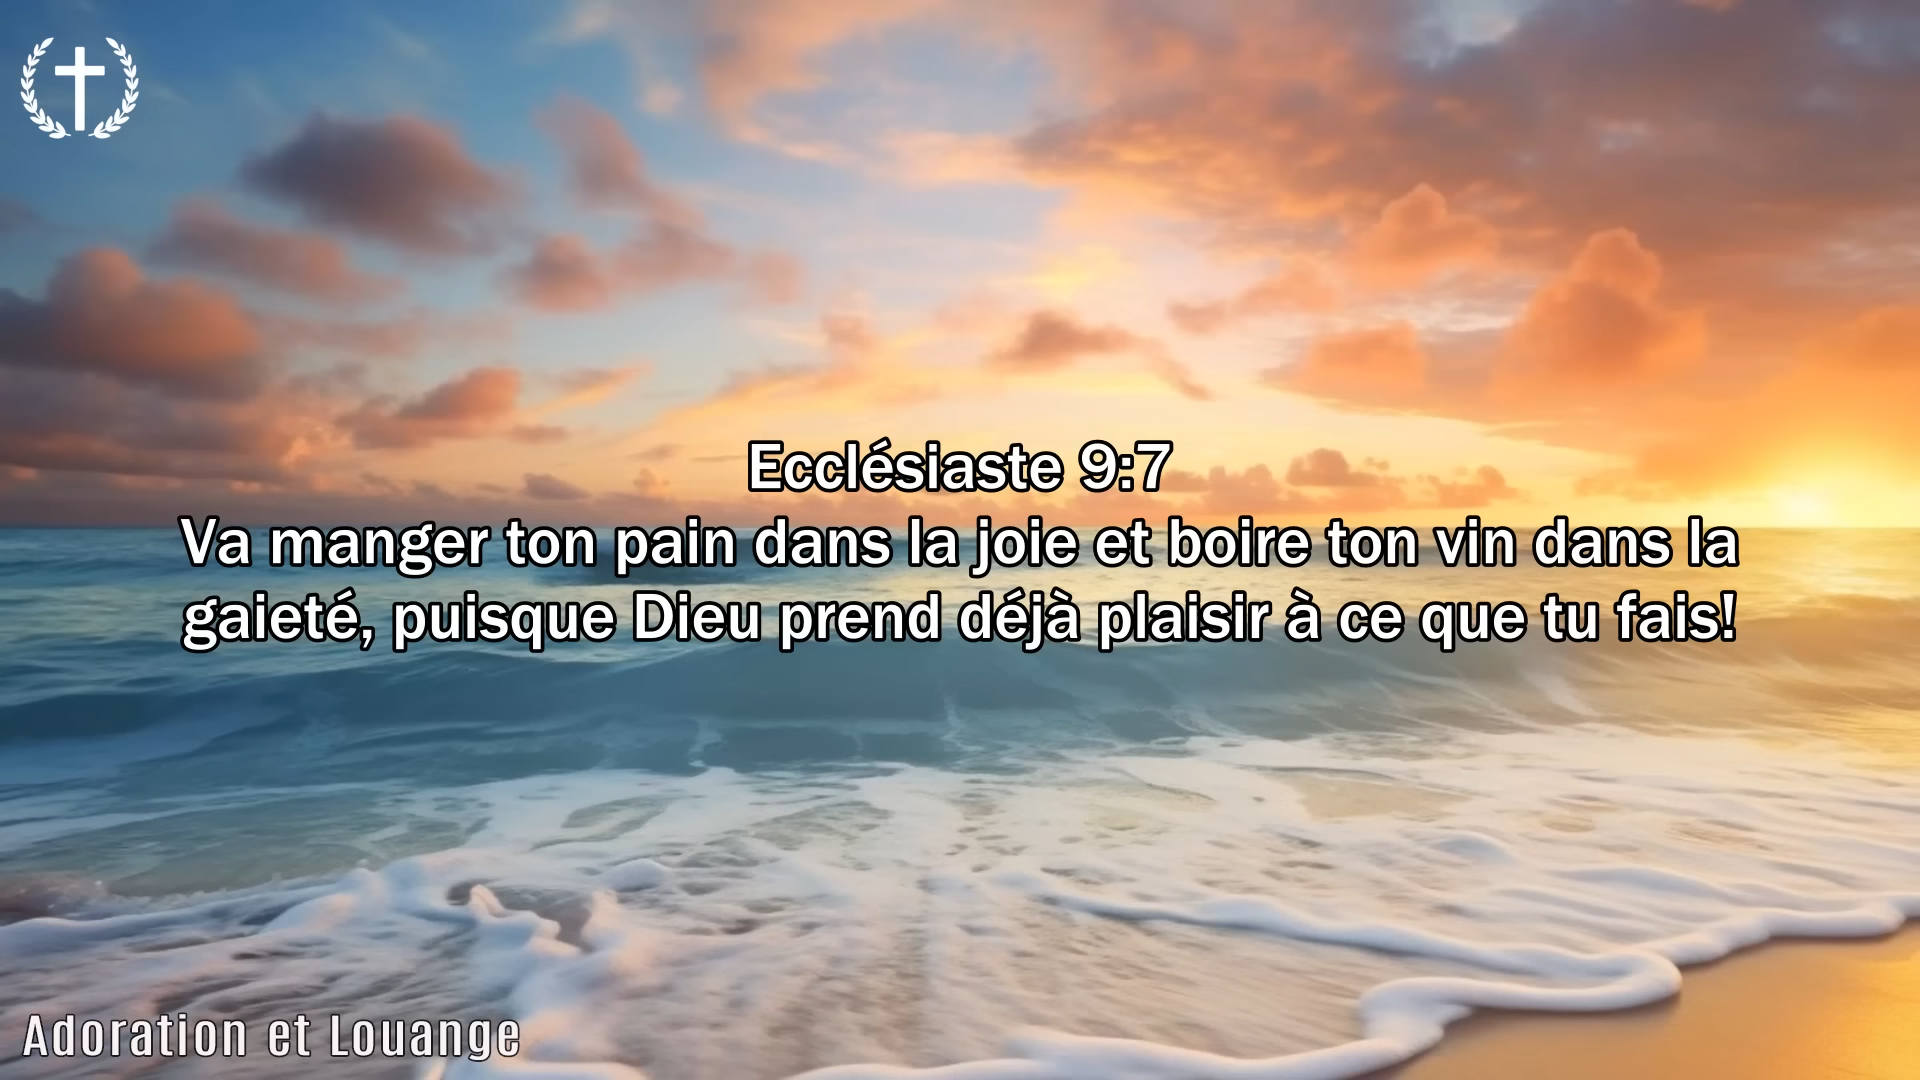 Ecclésiaste 9:7
Va manger ton pain dans la joie et boire ton vin dans la
gaieté, puisque Dieu prend déjà plaisir à ce que tu fais!
Adoration et Louange